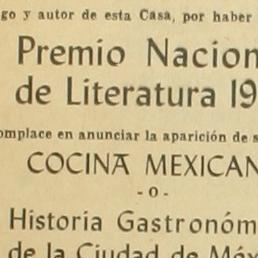 go y autor de esta Casa, por haber
Premio Nacion
de Literatura 19
omplace en anunciar la aparición de s
COCINA MEXICAN
- o -
Historia Gastronóm
de la Ciudad de Méx